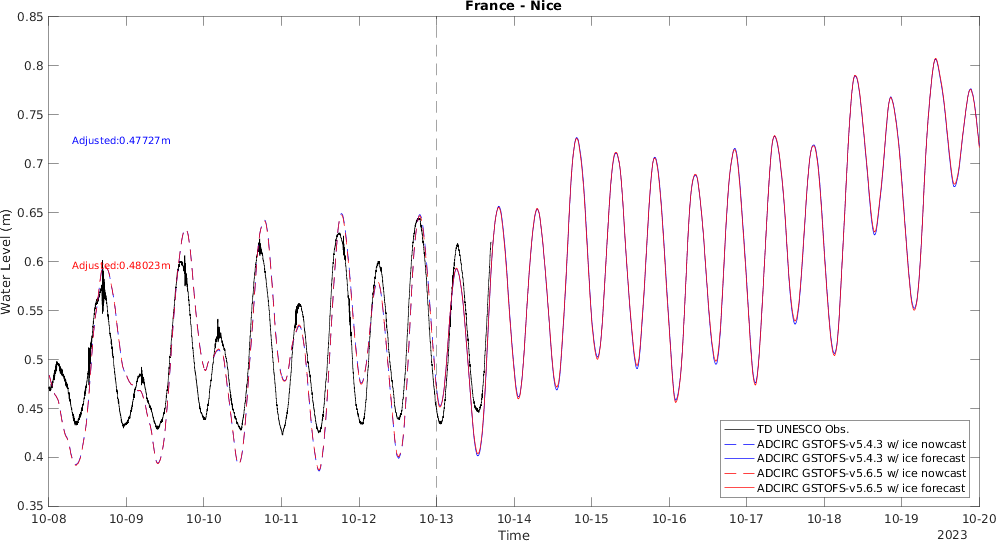 France - Nice
0.85
0.8
0.75
0.7
0.65
0.6
0.55
0.5
0.45
0.4
0.35
Water Level (m)
Adjusted:0.47727m
Adjusted:0.48023m
TD UNESCO Obs.
ADCIRC GSTOFS-v5.4.3 w/ ice nowcast
ADCIRC GSTOFS-v5.4.3 w/ ice forecast
ADCIRC GSTOFS-v5.6.5 w/ ice nowcast
ADCIRC GSTOFS-v5.6.5 w/ ice forecast
10-08 10-09 10-10 10-11 10-12 10-13 10-14 10-15 10-16 10-17 10-18 10-19 10-20
Time
2023